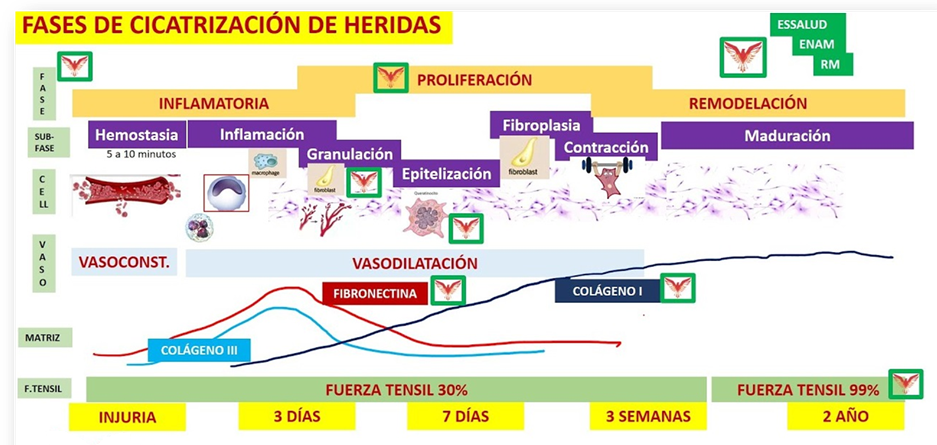 FASES DE CICATRIZACIÓN DE HERIDAS
ESSALUD
ENAM
RM
FASE
PROLIFERACIÓN
INFLAMATORIA
REMODELACIÓN
SUB-
FASE
Hemostasia
Inflamación
Fibroplasia
Maduración
5 a 10 minutos
Granulación
Contracción
Epitelización
CELL
macrophage
fibroblast
fibroblast
VASO
VASOCONST.
VASODILATACIÓN
FIBRONECTINA
COLÁGENO I
MATRIZ
COLÁGENO III
F.TENSIL
FUERZA TENSIL 30%
FUERZA TENSIL 99%
INJURIA
3 DÍAS
7 DÍAS
3 SEMANAS
2 AÑO